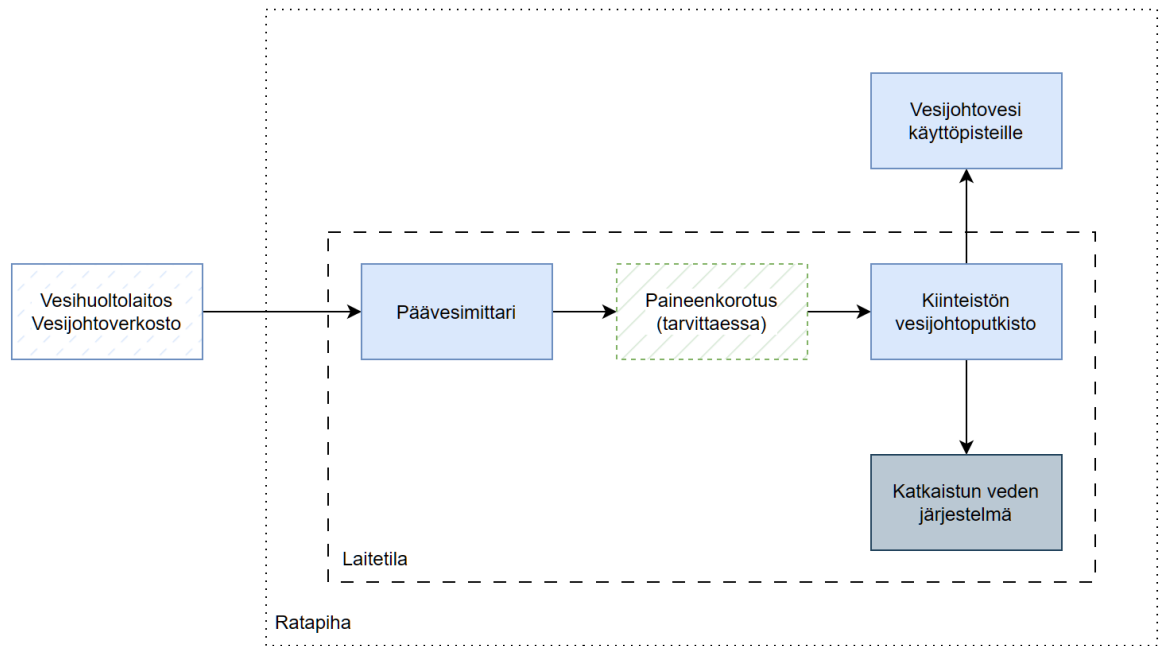 Vesijohtovesi
käyttöpisteille
Vesihuoltolaitos
Vesijohtoverkosto
Päävesimittari
Paineenkorotus
(tarvittaessa)
Kiinteistön
vesijohtoputkisto
Katkaistun veden
järjestelmä
Laitetila
Ratapiha